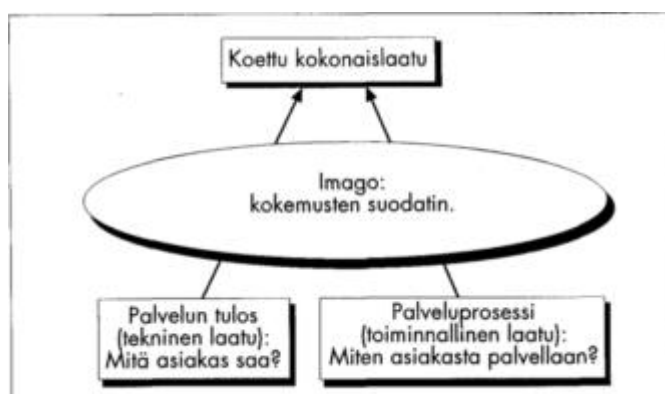 Koettu kokonaislaatu
Imago:
kokemusten suodatin.
Palvelun tulos
(tekninen laatu):
Mitä asiakas saa?
Palveluprosessi
(toiminnallinen laatu):
Miten asiakasta palvellaan?